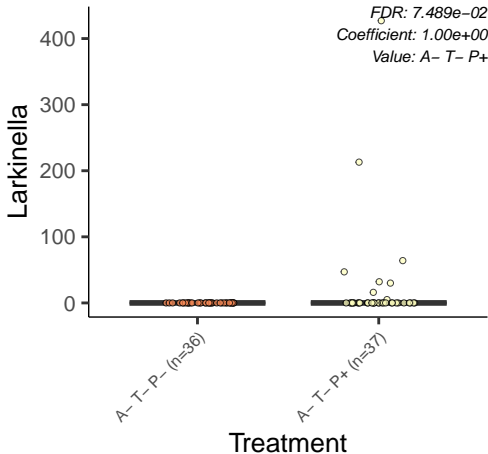 FDR: 7.489e−02
Coefficient: 1.00e+00
Value: A− T− P+
400
300
200
100
0
Larkinella
A− T− P− (n=36)
A− T− P+ (n=37)
Treatment